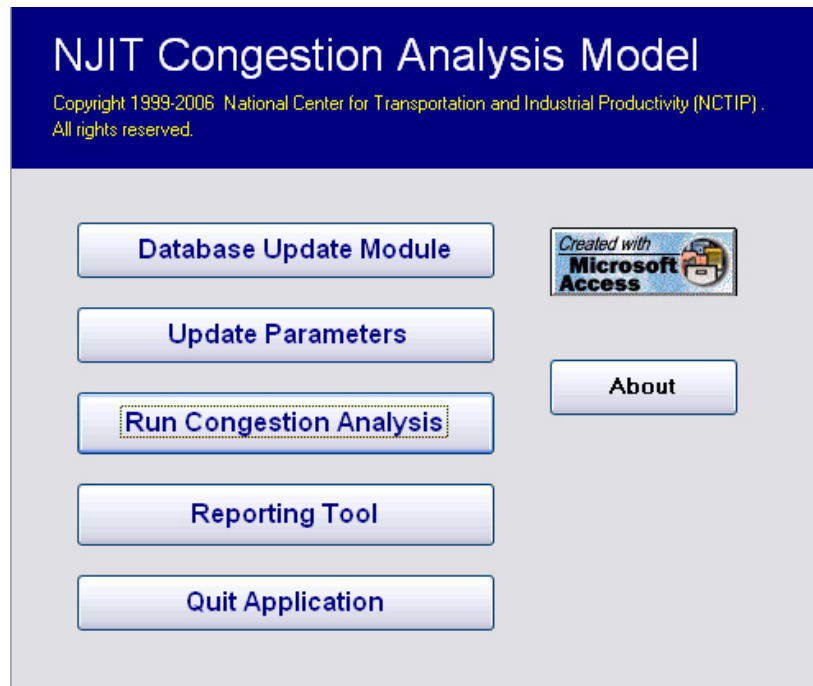 NJIT Congestion Analysis Model
Copyright 1999-2006 National Center for Transportation and Industrial Productivity (NCTIP) .
All rights reserved.
Database Update Module
Created with
Microsoft
Access
Update Parameters
About
Run Congestion Analysis
Reporting Tool
Quit Application